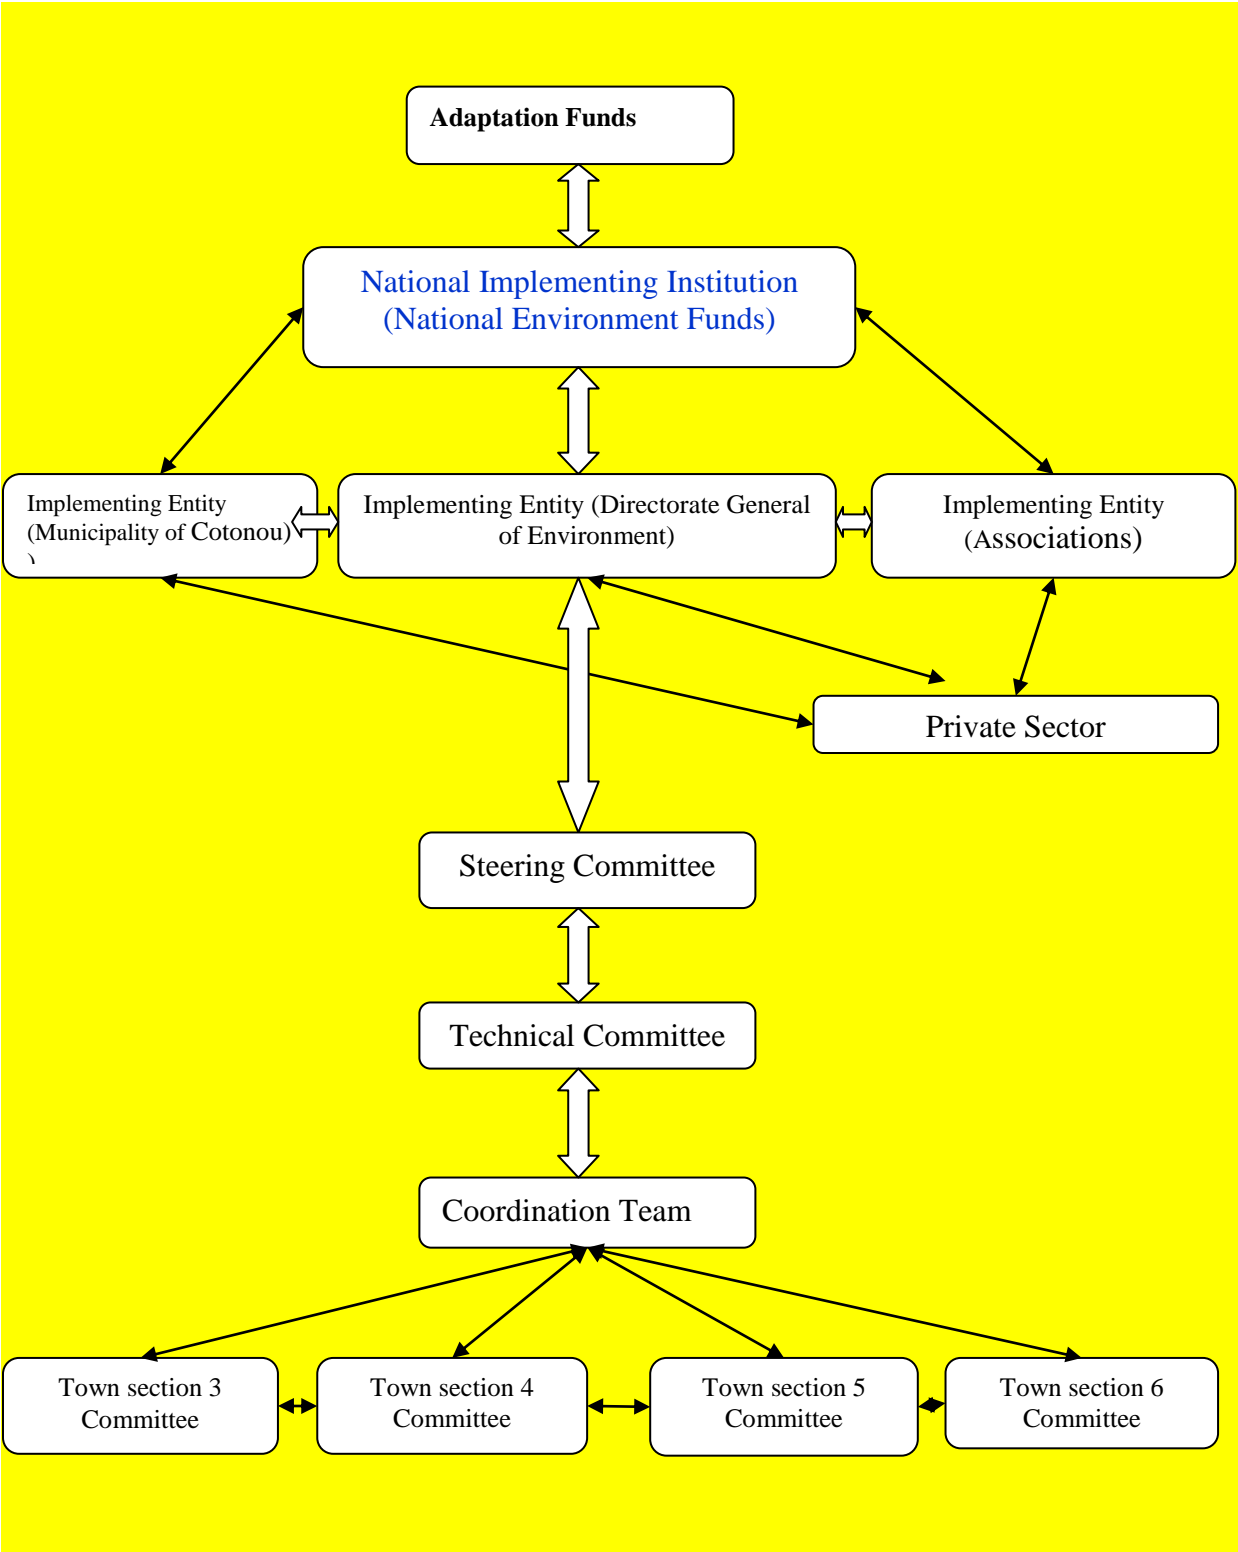 Adaptation Funds
National Implementing Institution
(National Environment Funds)
Implementing Entity
(Municipality of Cotonou)
)
Implementing Entity (Directorate General
of Environment)
Implementing Entity
(Associations)
Private Sector
Steering Committee
Technical Committee
Coordination Team
Town section 3
Committee
Town section 4
Committee
Town section 5
Committee
Town section 6
Committee